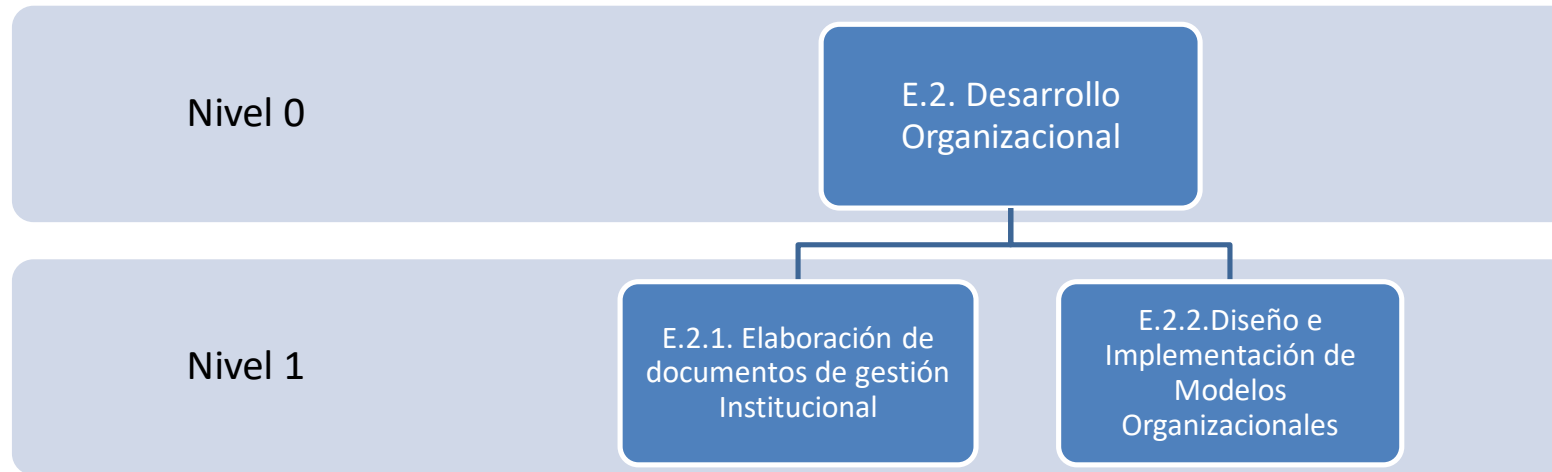 Nivel 0
E.2. Desarrollo
Organizacional
Nivel 1
E.2.1. Elaboración de
documentos de gestión
Institucional
E.2.2.Diseño e
Implementación de
Modelos
Organizacionales